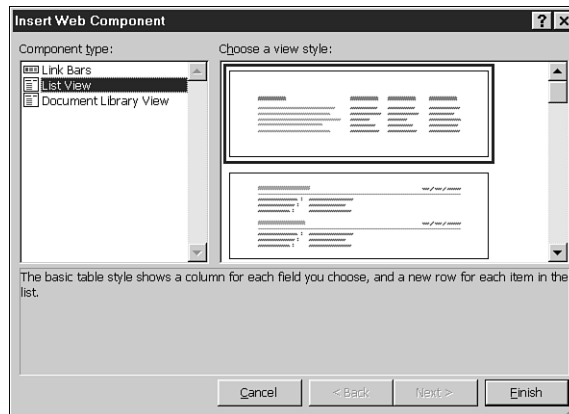 Insert Web Component
Component type:
Choose a view style:
Link Bars
List View
Document Library View
The basic table style shows a column for each field you choose, and a new row for each item in the
list.
Cancel
< Back
Next >
Finish